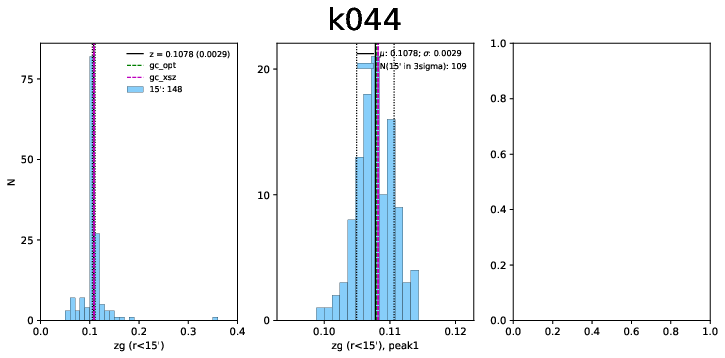 k044
z = 0.1078 (0.0029)
gc_opt
gc_xsz
15': 148
μ: 0.1078; σ: 0.0029
N(15' in 3sigma): 109
N
75
50
25
0
0.0 0.1 0.2 0.3 0.4
zg (r<15')
20
10
0
0.10 0.11 0.12
zg (r<15'), peak1
1.0
0.8
0.6
0.4
0.2
0.0
0.0 0.2 0.4 0.6 0.8 1.0